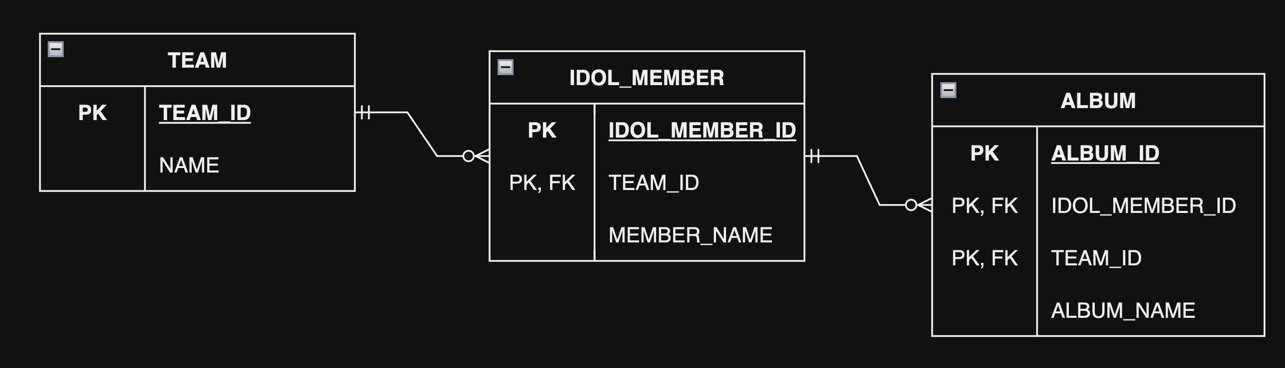 TEAM
PK TEAM_ID
NAME
IDOL_MEMBER
PK IDOL_MEMBER_ID
PK, FK TEAM_ID
MEMBER_NAME
ALBUM
PK ALBUM_ID
PK, FK IDOL_MEMBER_ID
PK, FK TEAM_ID
ALBUM_NAME